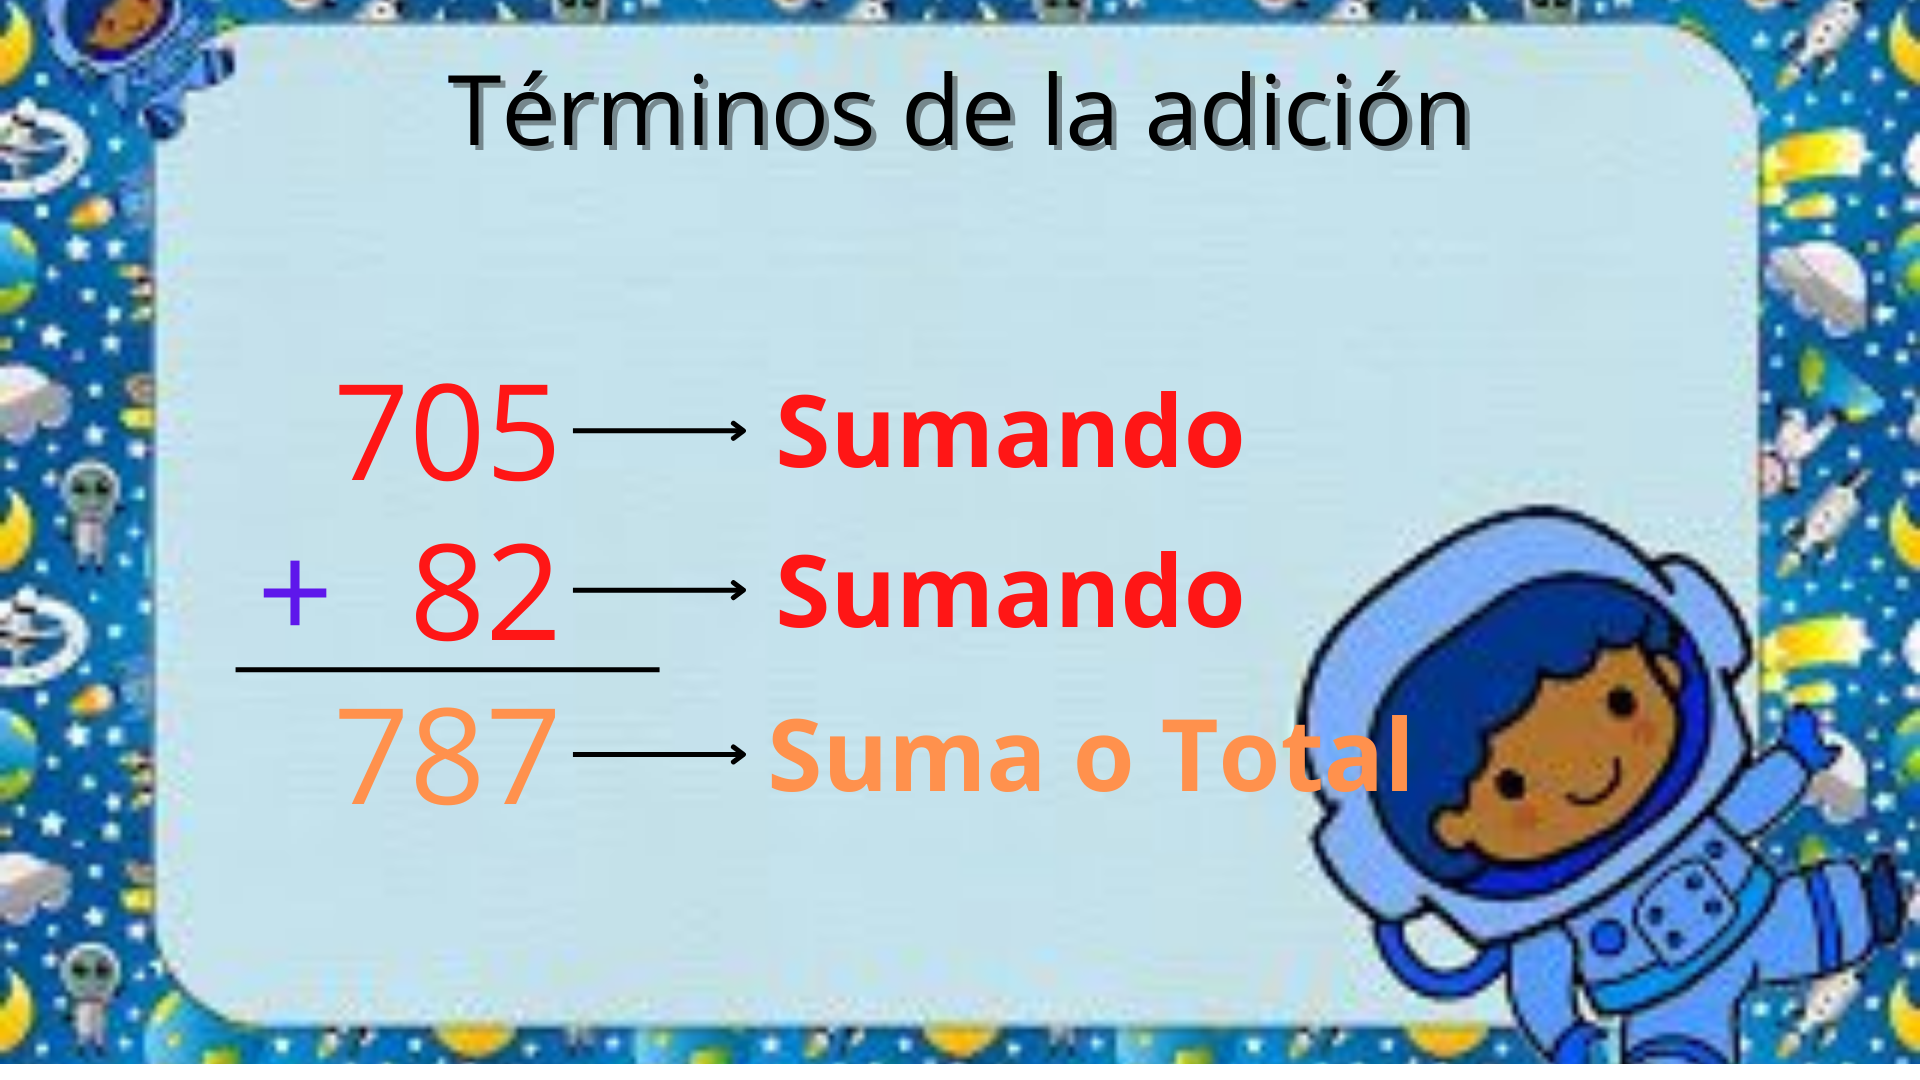 Términos de la adición
705 → Sumando
+ 82 → Sumando
787 → Suma o Total